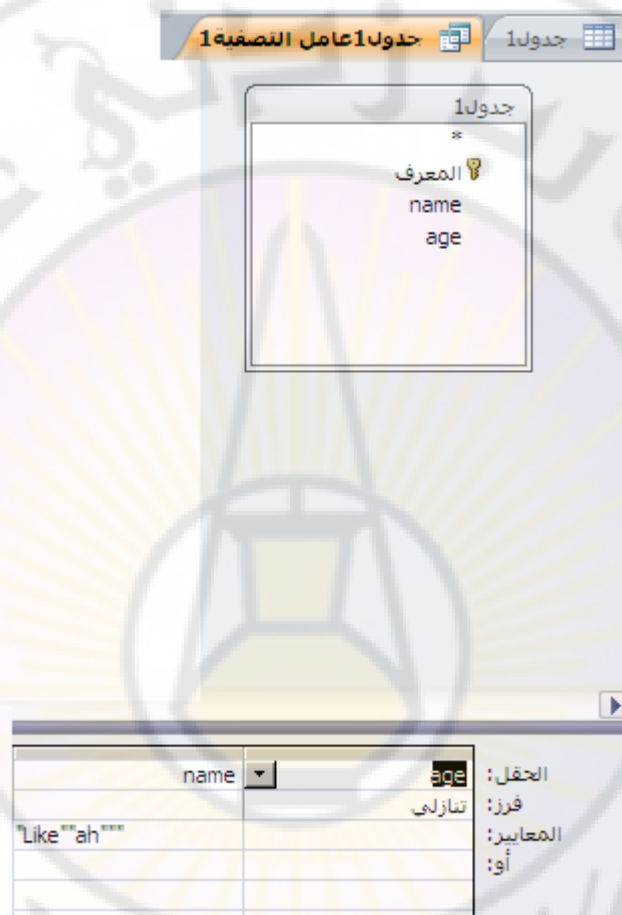 جدول1 جدول1عامل التصفية1
جدول1
*
المعرف
name
age
الحقل: age name
فرز: تنازلي
المعايير: "Like""ah"""
أو: